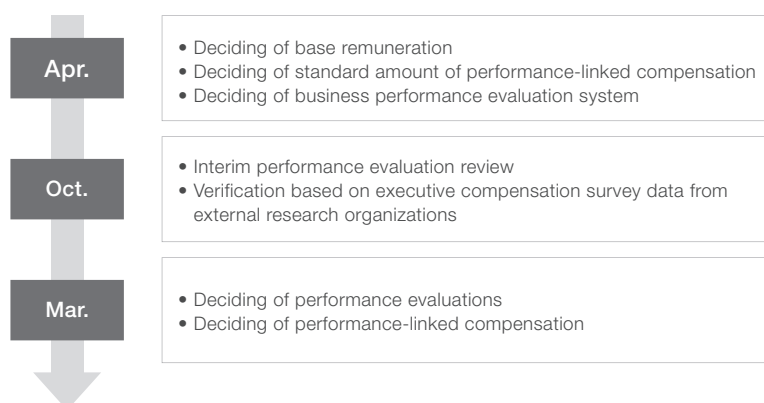 Apr.
• Deciding of base remuneration
• Deciding of standard amount of performance-linked compensation
• Deciding of business performance evaluation system
Oct.
• Interim performance evaluation review
• Verification based on executive compensation survey data from
external research organizations
Mar.
• Deciding of performance evaluations
• Deciding of performance-linked compensation